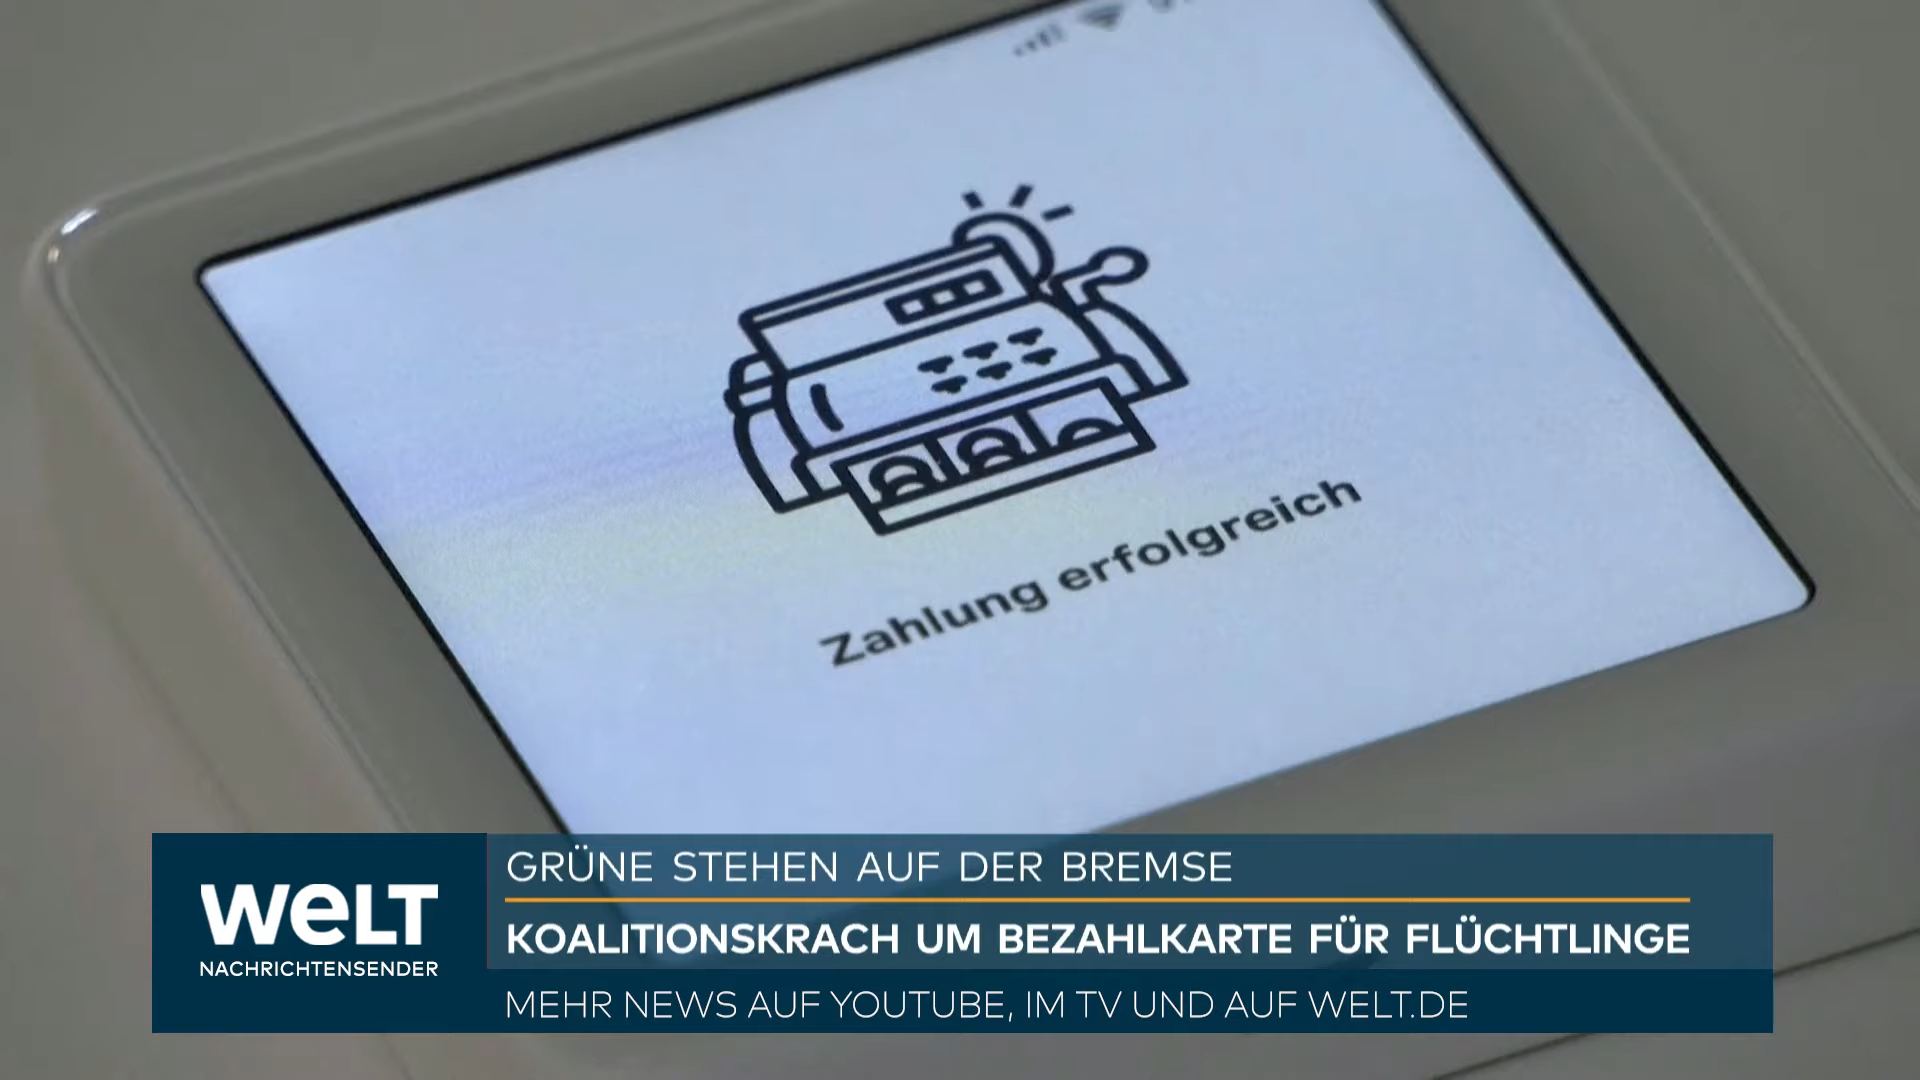 Zahlung erfolgreich
GRÜNE STEHEN AUF DER BREMSE
welt
NACHRICHTENSENDER
KOALITIONSKRACH UM BEZAHLKARTE FÜR FLÜCHTLINGE
MEHR NEWS AUF YOUTUBE, IM TV UND AUF WELT.DE